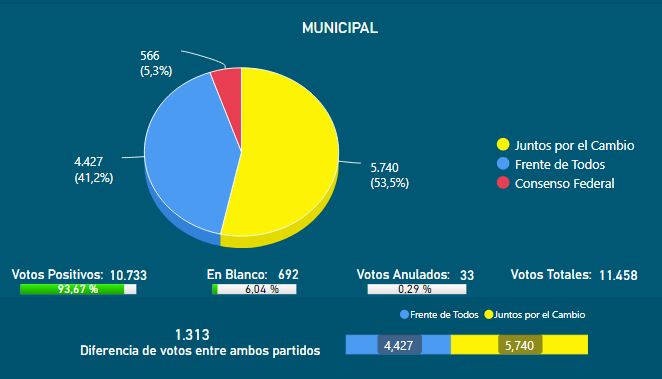 MUNICIPAL
566
(5,3%)
4.427
(41,2%)
5.740
(53,5%)
Juntos por el Cambio
Frente de Todos
Consenso Federal
Votos Positivos: 10.733
93,67 %
En Blanco: 692
6,04 %
Votos Anulados: 33
0,29 %
Votos Totales: 11.458
Frente de Todos Juntos por el Cambio
1.313
Diferencia de votos entre ambos partidos
4,427 5,740